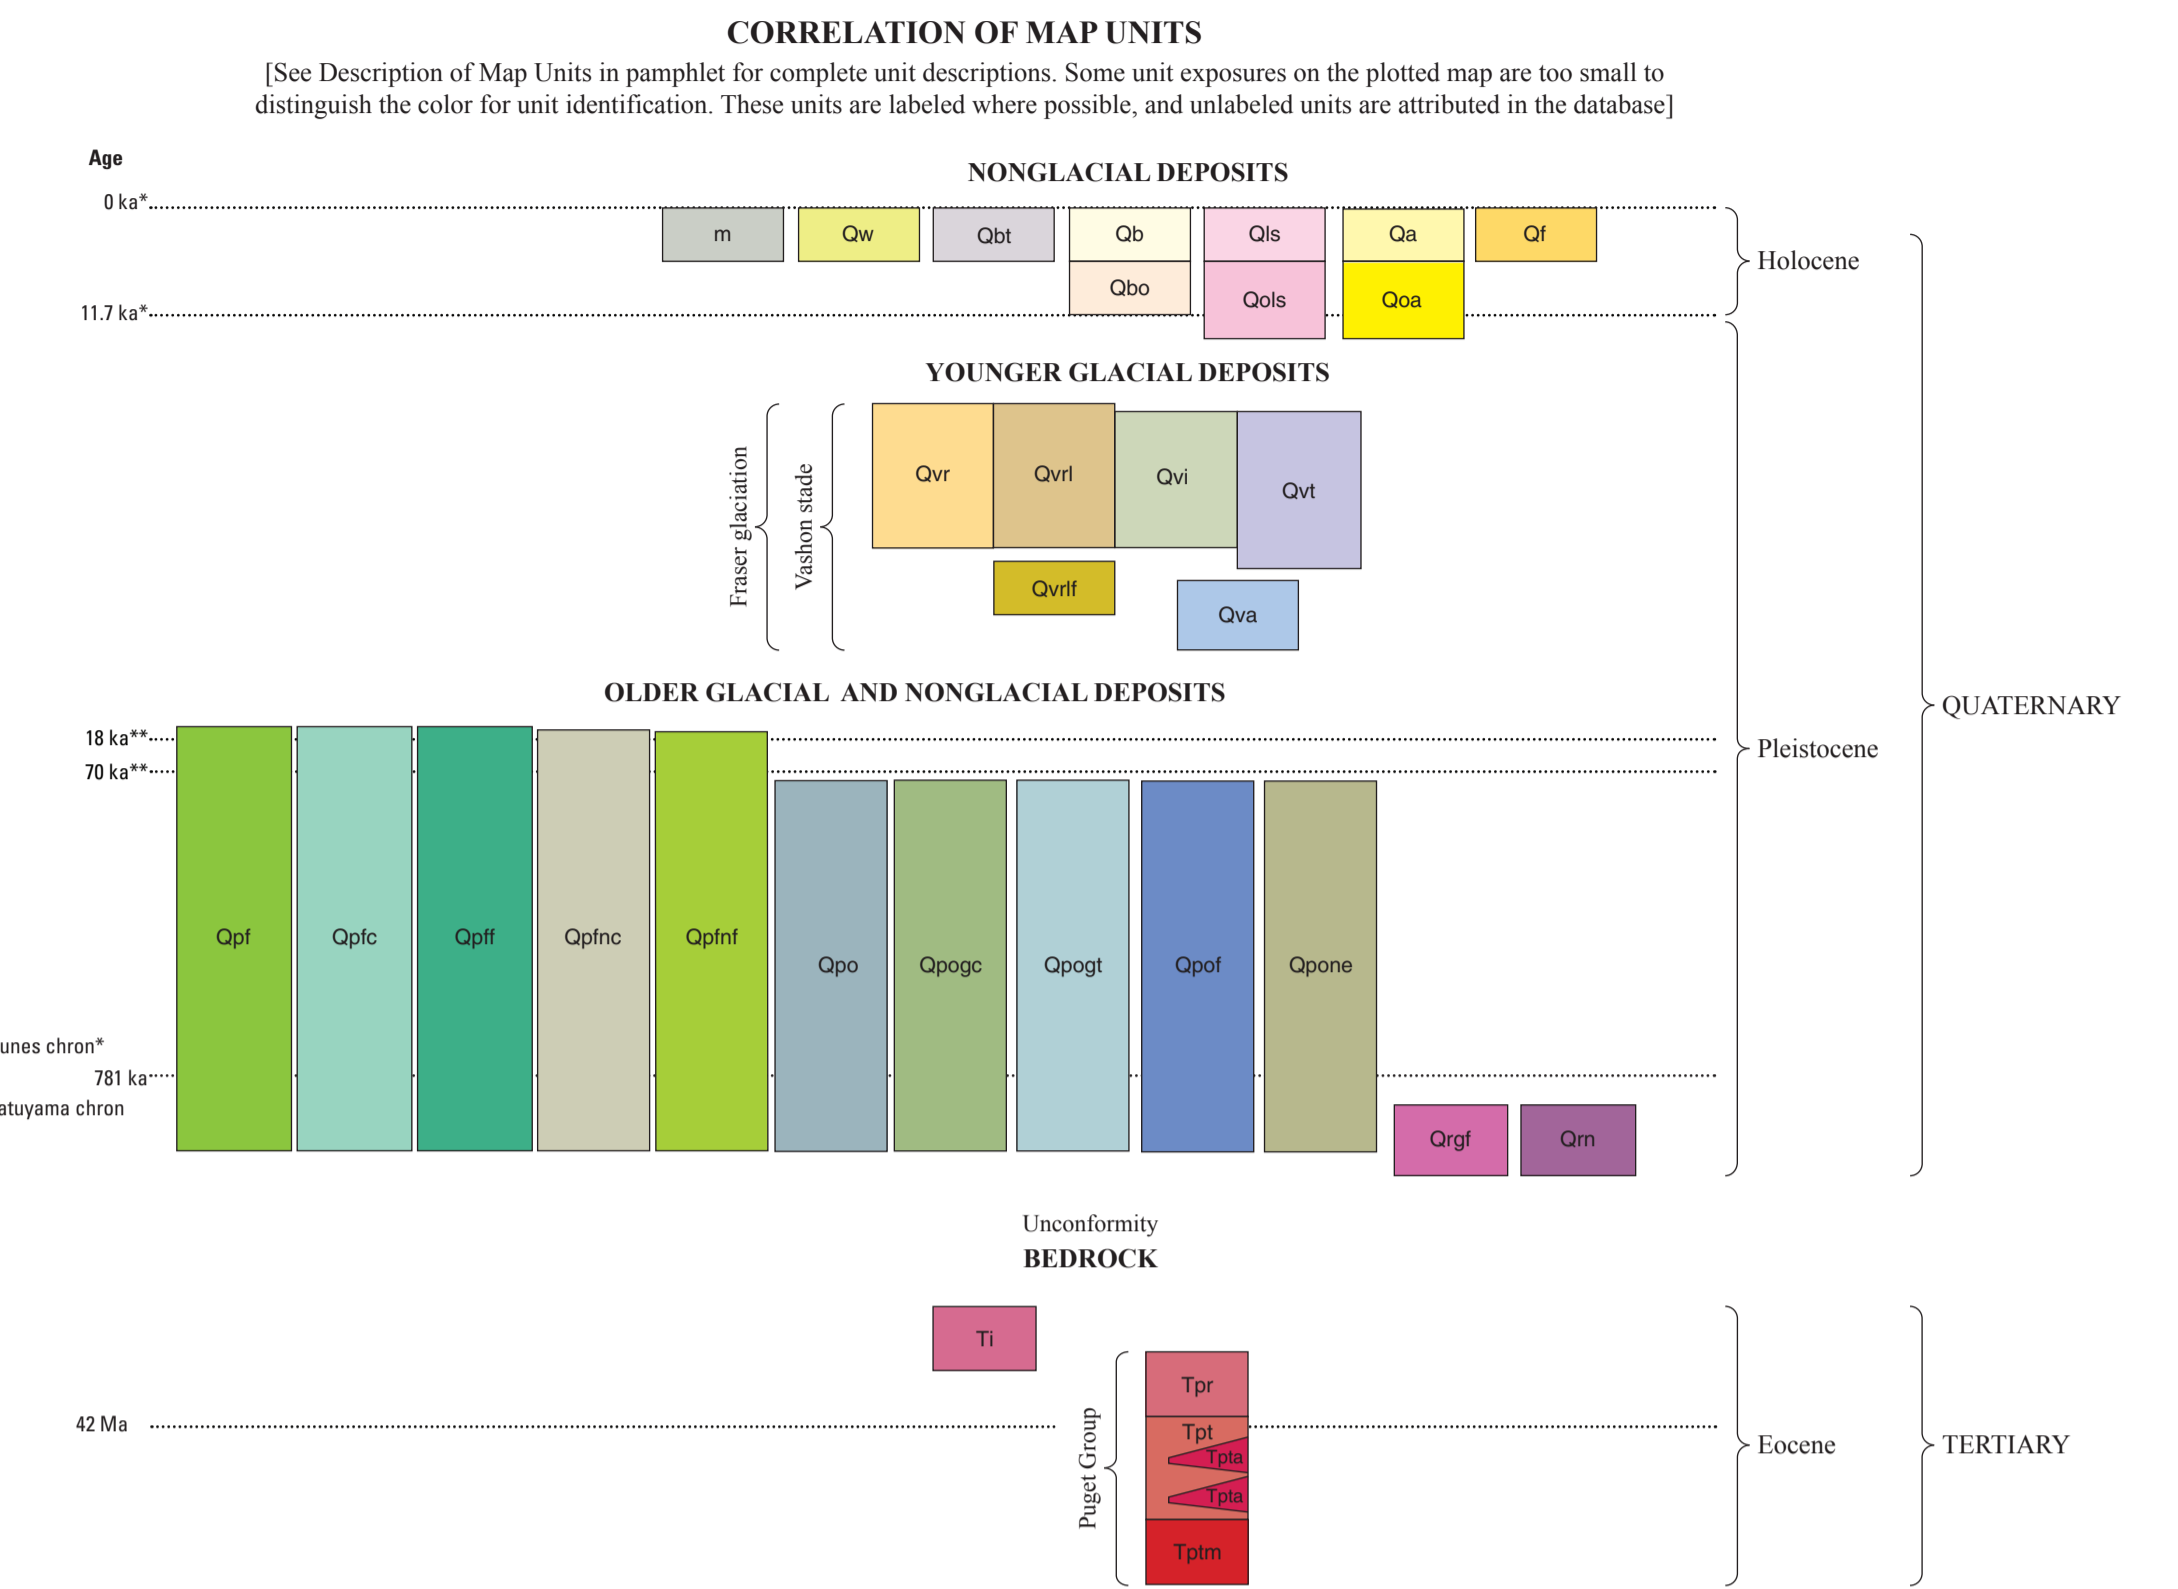 CORRELATION OF MAP UNITS
[See Description of Map Units in pamphlet for complete unit descriptions. Some unit exposures on the plotted map are too small to
distinguish the color for unit identification. These units are labeled where possible, and unlabeled units are attributed in the database]
Age
NONGLACIAL DEPOSITS
0 ka*
m
Qw
Qbt
Qb
Qls
Qa
Qf
Holocene
Qbo
Qols
Qoa
11.7 ka*
YOUNGER GLACIAL DEPOSITS
Fraser glaciation
Vashon stade
Qvr
Qvrl
Qvi
Qvt
Qvrlf
Qva
OLDER GLACIAL AND NONGLACIAL DEPOSITS
QUATERNARY
18 ka**
Pleistocene
70 ka**
Qpf
Qpfc
Qpff
Qpfnc
Qpfnf
Qpo
Qpogc
Qpogt
Qpof
Qpone
unes chron*
781 ka
atuyama chron
Qrgf
Qrn
Unconformity
BEDROCK
Ti
Puget Group
Tpr
42 Ma
Tpt
Tpta
Tpta
Tptm
Eocene
TERTIARY